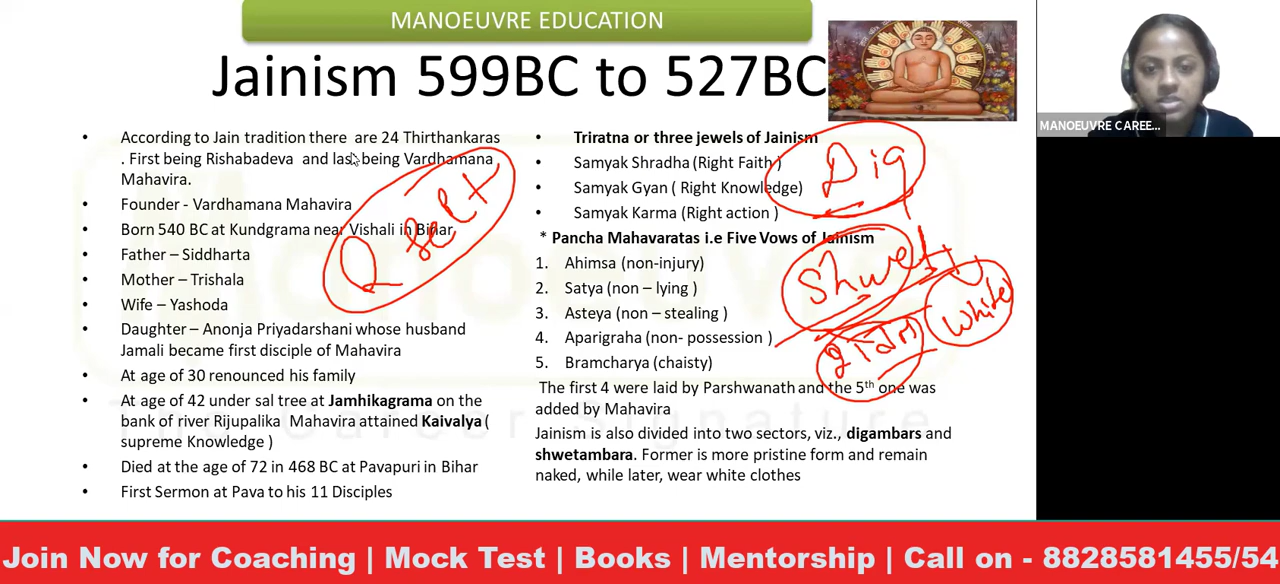 MANOEUVRE EDUCATION
Jainism 599BC to 527BC
MANOEUVRE CAREE...
• According to Jain tradition there are 24 Thirthankaras
. First being Rishabadeva and last being Vardhamana
Mahavira.
• Founder - Vardhamana Mahavira
• Born 540 BC at Kundgrama near Vishali in Bihar
• Father – Siddharta
• Mother – Trishala
• Wife – Yashoda
• Daughter – Anonja Priyadarshani whose husband
Jamali became first disciple of Mahavira
• At age of 30 renounced his family
• At age of 42 under sal tree at Jamhikagrama on the
bank of river Rijupalika Mahavira attained Kaivalya (
supreme Knowledge )
• Died at the age of 72 in 468 BC at Pavapuri in Bihar
• First Sermon at Pava to his 11 Disciples
• Triratna or three jewels of Jainism
• Samyak Shradha (Right Faith )
• Samyak Gyan ( Right Knowledge)
• Samyak Karma (Right action )
* Pancha Mahavaratas i.e Five Vows of Jainism
1. Ahimsa (non-injury)
2. Satya (non – lying )
3. Asteya (non – stealing )
4. Aparigraha (non- possession )
5. Bramcharya (chaisty)
The first 4 were laid by Parshwanath and the 5th one was
added by Mahavira
Jainism is also divided into two sectors, viz., digambars and
shwetambara. Former is more pristine form and remain
naked, while later, wear white clothes
Dig
Shwet
white
Join Now for Coaching | Mock Test | Books | Mentorship | Call on - 8828581455/54